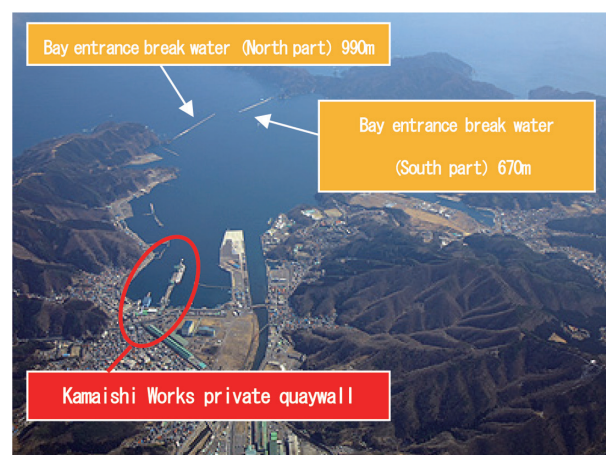 Bay entrance break water (North part) 990m
Bay entrance break water
(South part) 670m
Kamaishi Works private quaywall